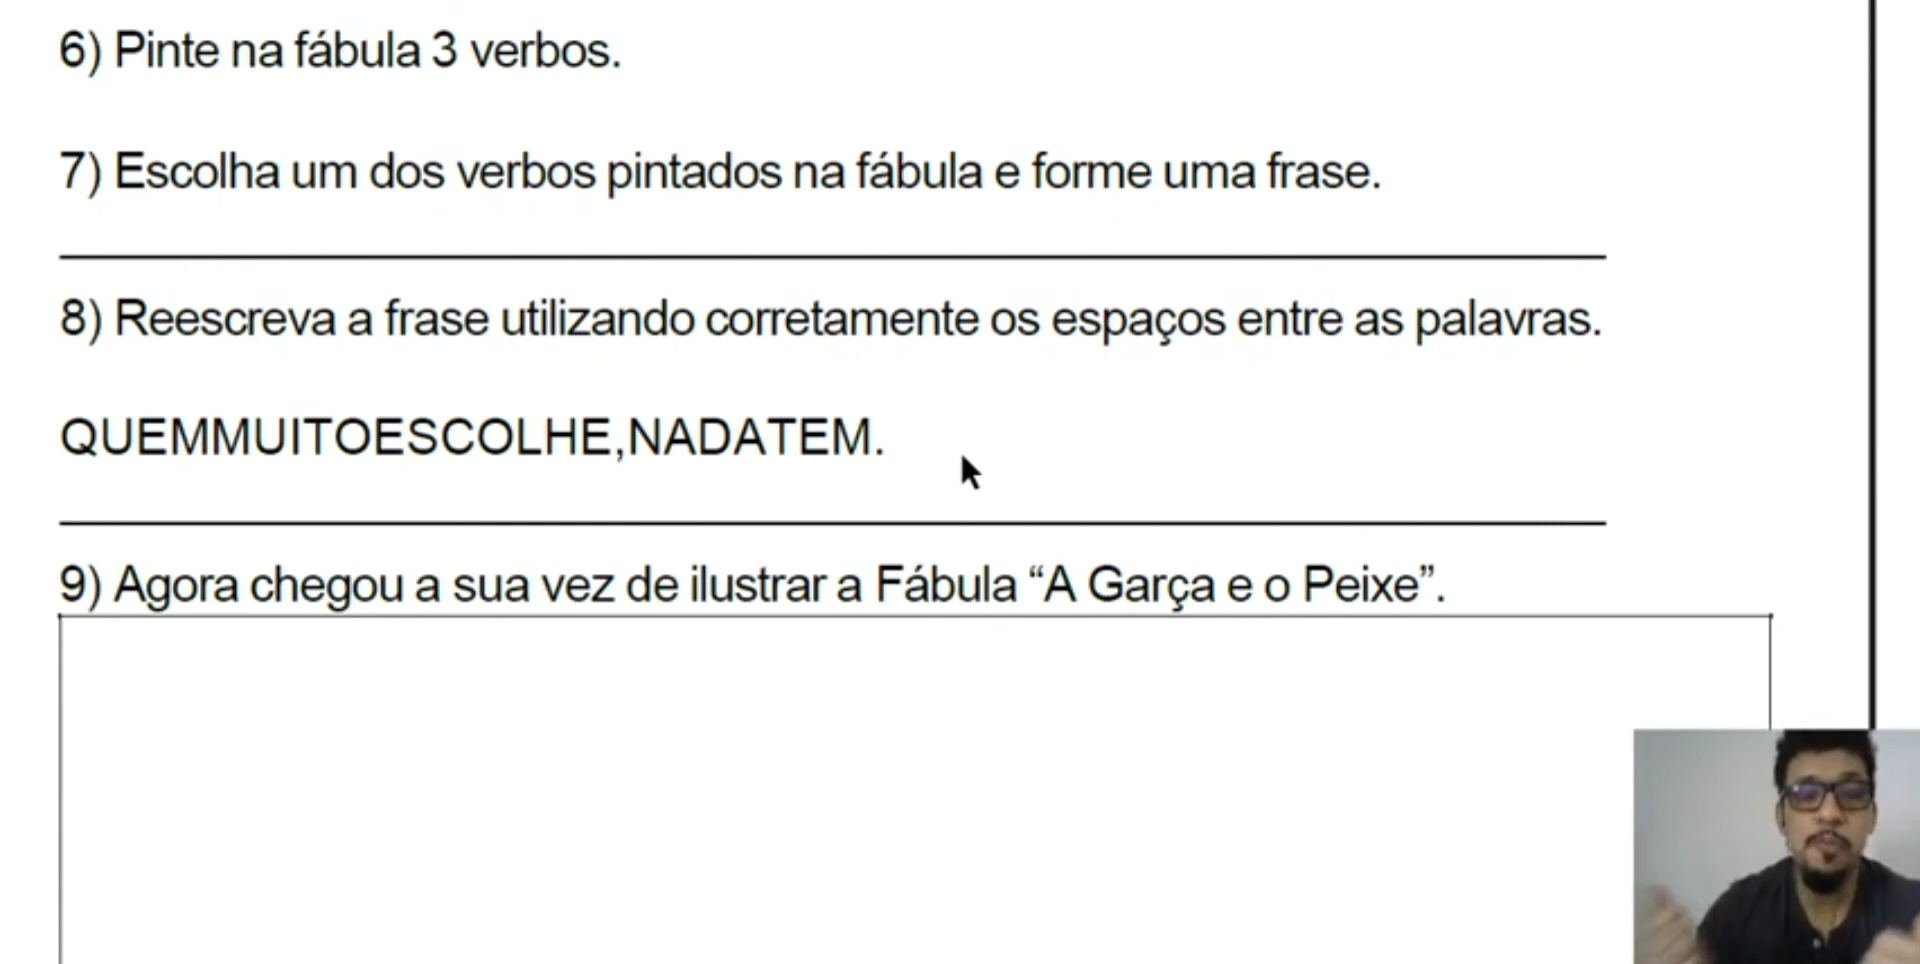 6) Pinte na fábula 3 verbos.
7) Escolha um dos verbos pintados na fábula e forme uma frase.
8) Reescreva a frase utilizando corretamente os espaços entre as palavras.
QUEMMUITOESCOLHE,NADATEM.
9) Agora chegou a sua vez de ilustrar a Fábula “A Garça e o Peixe”.